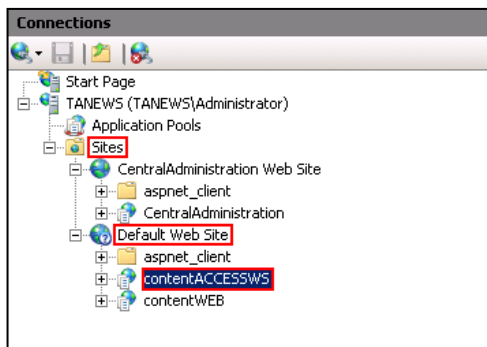 Connections
Start Page
TANEWS (TANEWS\Administrator)
Application Pools
Sites
CentralAdministration Web Site
aspnet_client
CentralAdministration
Default Web Site
aspnet_client
contentACCESSWS
contentWEB